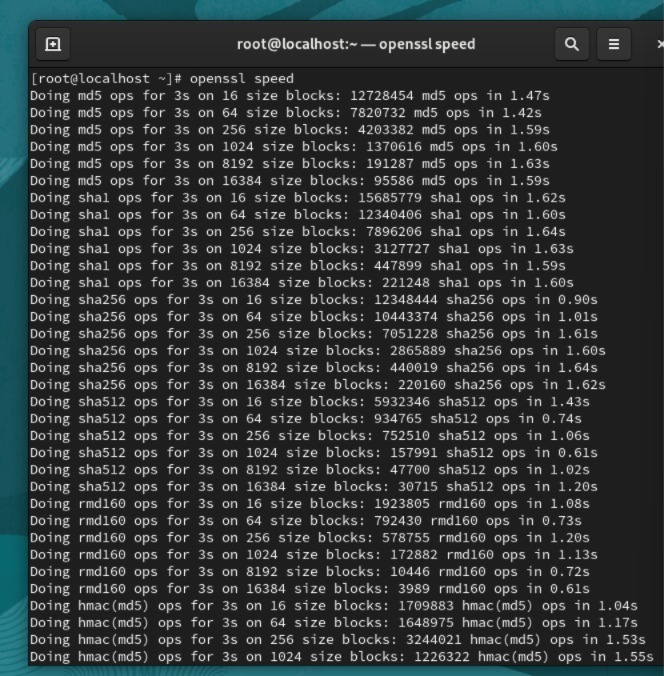 root@localhost:~ — openssl speed
[root@localhost ~]# openssl speed
Doing md5 ops for 3s on 16 size blocks: 12728454 md5 ops in 1.47s
Doing md5 ops for 3s on 64 size blocks: 7820732 md5 ops in 1.42s
Doing md5 ops for 3s on 256 size blocks: 4203382 md5 ops in 1.59s
Doing md5 ops for 3s on 1024 size blocks: 1370616 md5 ops in 1.60s
Doing md5 ops for 3s on 8192 size blocks: 191287 md5 ops in 1.63s
Doing md5 ops for 3s on 16384 size blocks: 95586 md5 ops in 1.59s
Doing sha1 ops for 3s on 16 size blocks: 15685779 sha1 ops in 1.62s
Doing sha1 ops for 3s on 64 size blocks: 12340406 sha1 ops in 1.60s
Doing sha1 ops for 3s on 256 size blocks: 7896206 sha1 ops in 1.64s
Doing sha1 ops for 3s on 1024 size blocks: 3127727 sha1 ops in 1.63s
Doing sha1 ops for 3s on 8192 size blocks: 447899 sha1 ops in 1.59s
Doing sha1 ops for 3s on 16384 size blocks: 221248 sha1 ops in 1.60s
Doing sha256 ops for 3s on 16 size blocks: 12348444 sha256 ops in 0.90s
Doing sha256 ops for 3s on 64 size blocks: 10443374 sha256 ops in 1.01s
Doing sha256 ops for 3s on 256 size blocks: 7051228 sha256 ops in 1.61s
Doing sha256 ops for 3s on 1024 size blocks: 2865889 sha256 ops in 1.60s
Doing sha256 ops for 3s on 8192 size blocks: 440019 sha256 ops in 1.64s
Doing sha256 ops for 3s on 16384 size blocks: 220160 sha256 ops in 1.62s
Doing sha512 ops for 3s on 16 size blocks: 5932346 sha512 ops in 1.43s
Doing sha512 ops for 3s on 64 size blocks: 934765 sha512 ops in 0.74s
Doing sha512 ops for 3s on 256 size blocks: 752510 sha512 ops in 1.06s
Doing sha512 ops for 3s on 1024 size blocks: 157991 sha512 ops in 0.61s
Doing sha512 ops for 3s on 8192 size blocks: 47700 sha512 ops in 1.02s
Doing sha512 ops for 3s on 16384 size blocks: 30715 sha512 ops in 1.20s
Doing rmd160 ops for 3s on 16 size blocks: 1923805 rmd160 ops in 1.08s
Doing rmd160 ops for 3s on 64 size blocks: 792430 rmd160 ops in 0.73s
Doing rmd160 ops for 3s on 256 size blocks: 578755 rmd160 ops in 1.20s
Doing rmd160 ops for 3s on 1024 size blocks: 172882 rmd160 ops in 1.13s
Doing rmd160 ops for 3s on 8192 size blocks: 10446 rmd160 ops in 0.72s
Doing rmd160 ops for 3s on 16384 size blocks: 3989 rmd160 ops in 0.61s
Doing hmac(md5) ops for 3s on 16 size blocks: 1709883 hmac(md5) ops in 1.04s
Doing hmac(md5) ops for 3s on 64 size blocks: 1648975 hmac(md5) ops in 1.17s
Doing hmac(md5) ops for 3s on 256 size blocks: 3244021 hmac(md5) ops in 1.53s
Doing hmac(md5) ops for 3s on 1024 size blocks: 1226322 hmac(md5) ops in 1.55s